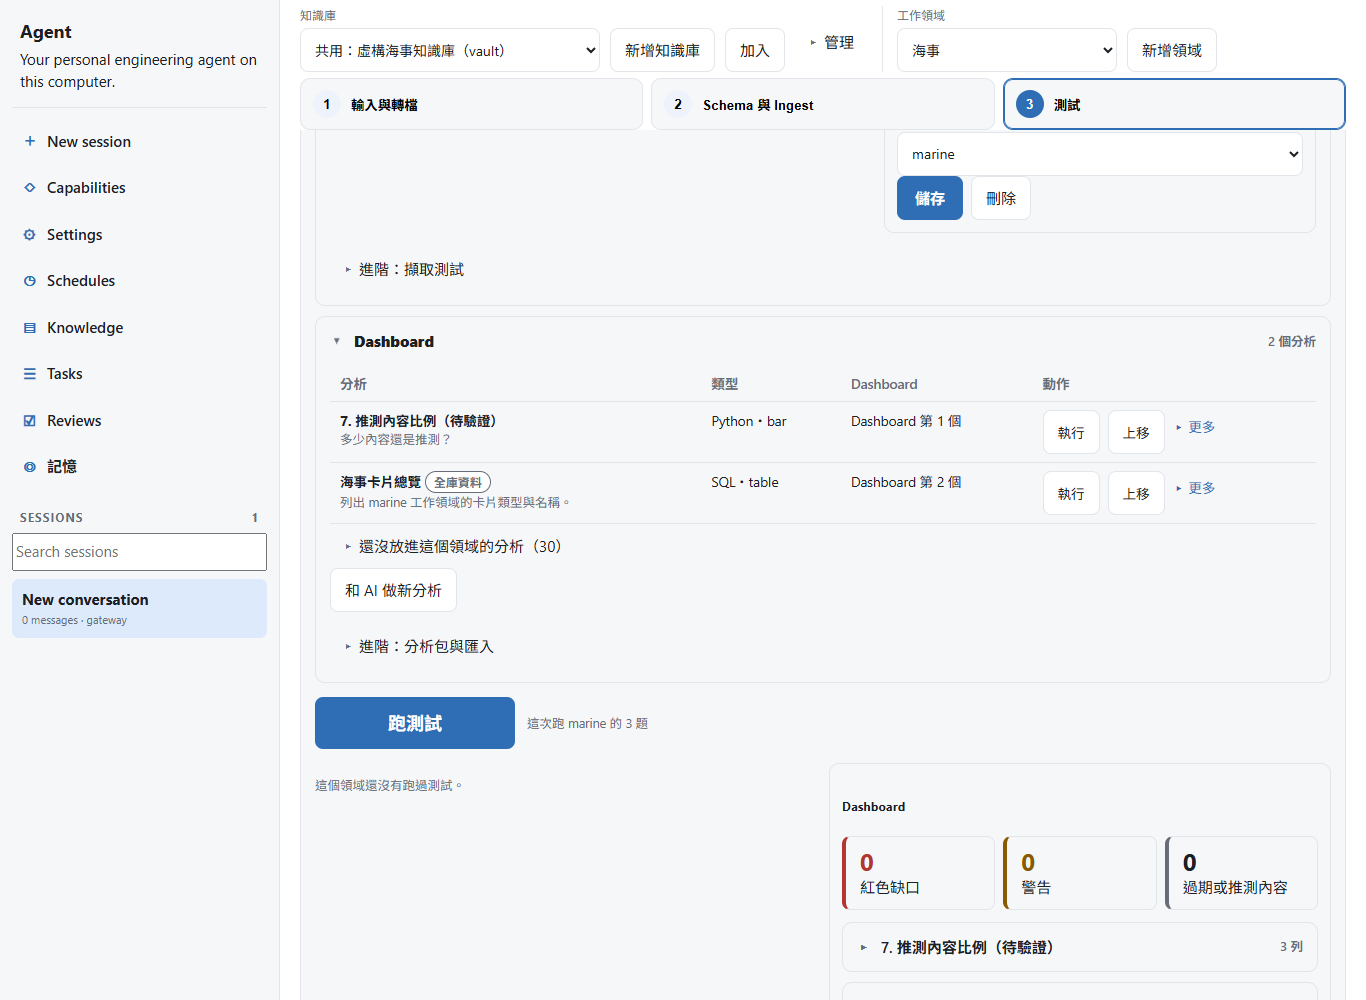 Agent
Your personal engineering agent on
this computer.
New session
Capabilities
Settings
Schedules
Knowledge
Tasks
Reviews
記憶
SESSIONS 1
Search sessions
New conversation
0 messages · gateway
知識庫
共用：虛構海事知識庫（vault）
新增知識庫
加入
管理
工作領域
海事
新增領域
1 輸入與轉檔
2 Schema 與 Ingest
3 測試
marine
儲存
刪除
進階：擷取測試
Dashboard 2 個分析
分析 類型 Dashboard 動作
7. 推測內容比例（待驗證） Python・bar Dashboard 第 1 個 執行 上移 更多
多少內容還是推測？
海事卡片總覽 全庫資料 SQL・table Dashboard 第 2 個 執行 上移 更多
列出 marine 工作領域的卡片類型與名稱。
還沒放進這個領域的分析（30）
和 AI 做新分析
進階：分析包與匯入
跑測試 這次跑 marine 的 3 題
這個領域還沒有跑過測試。
Dashboard
0 紅色缺口
0 警告
0 過期或推測內容
7. 推測內容比例（待驗證） 3 列